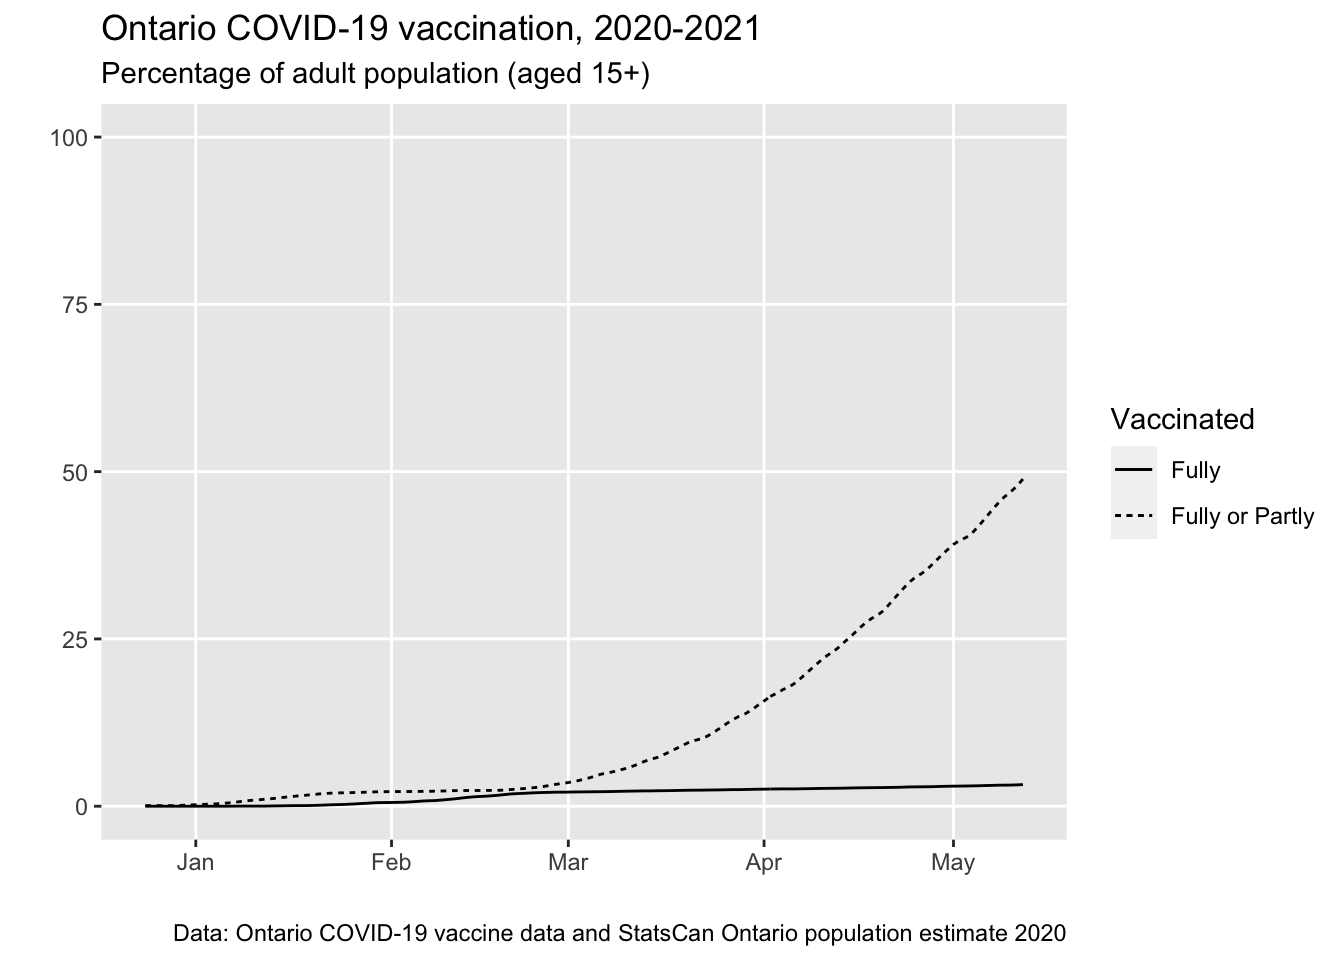 Ontario COVID-19 vaccination, 2020-2021
Percentage of adult population (aged 15+)
100
75
50
25
0
Jan Feb Mar Apr May
Vaccinated
Fully
Fully or Partly
Data: Ontario COVID-19 vaccine data and StatsCan Ontario population estimate 2020